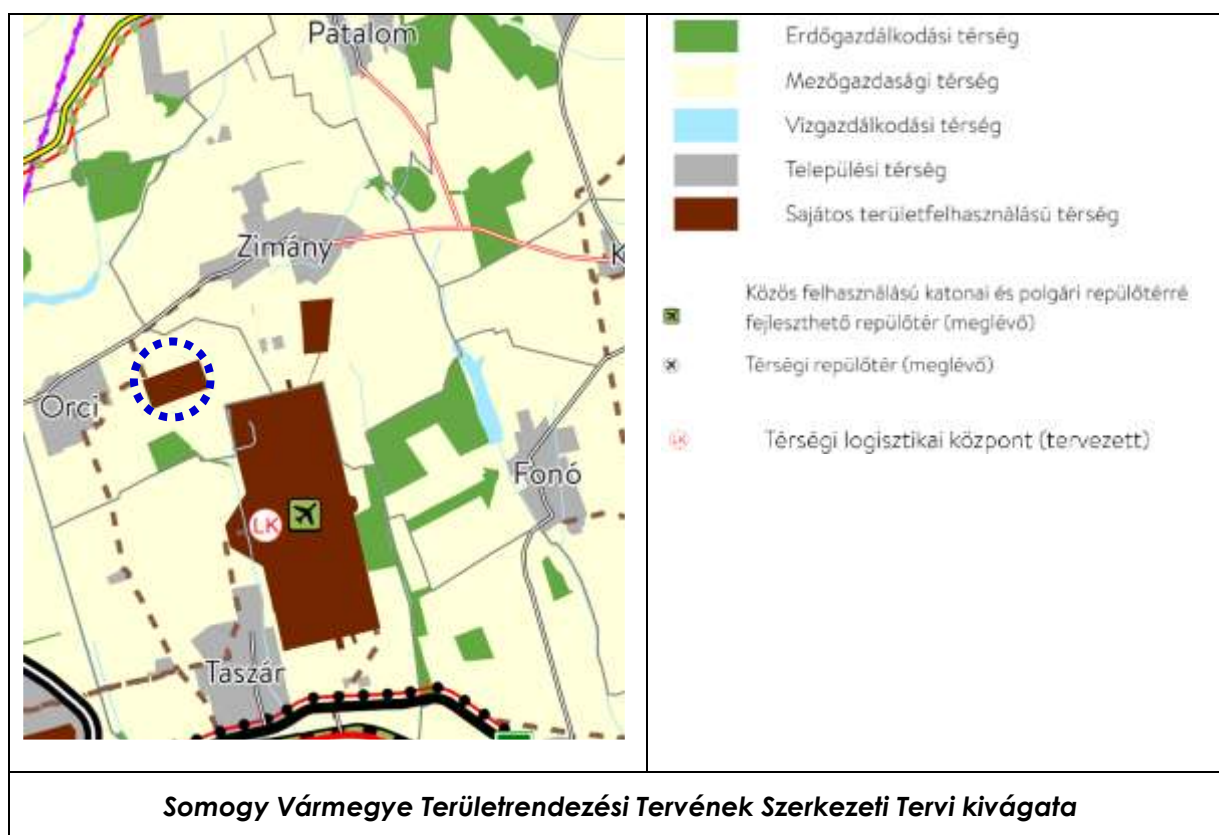 Patalom
Zimány
Orci
K
LK
Fonó
Taszár
Erdőgazdálkodási térség
Mezőgazdasági térség
Vízgazdálkodási térség
Települési térség
Sajátos területfelhasználású térség
Közös felhasználású katonai és polgári repülőtérré
fejleszthető repülőtér (meglévő)
Térségi repülőtér (meglévő)
LK Térségi logisztikai központ (tervezett)
Somogy Vármegye Területrendezési Tervének Szerkezeti Tervi kivágata